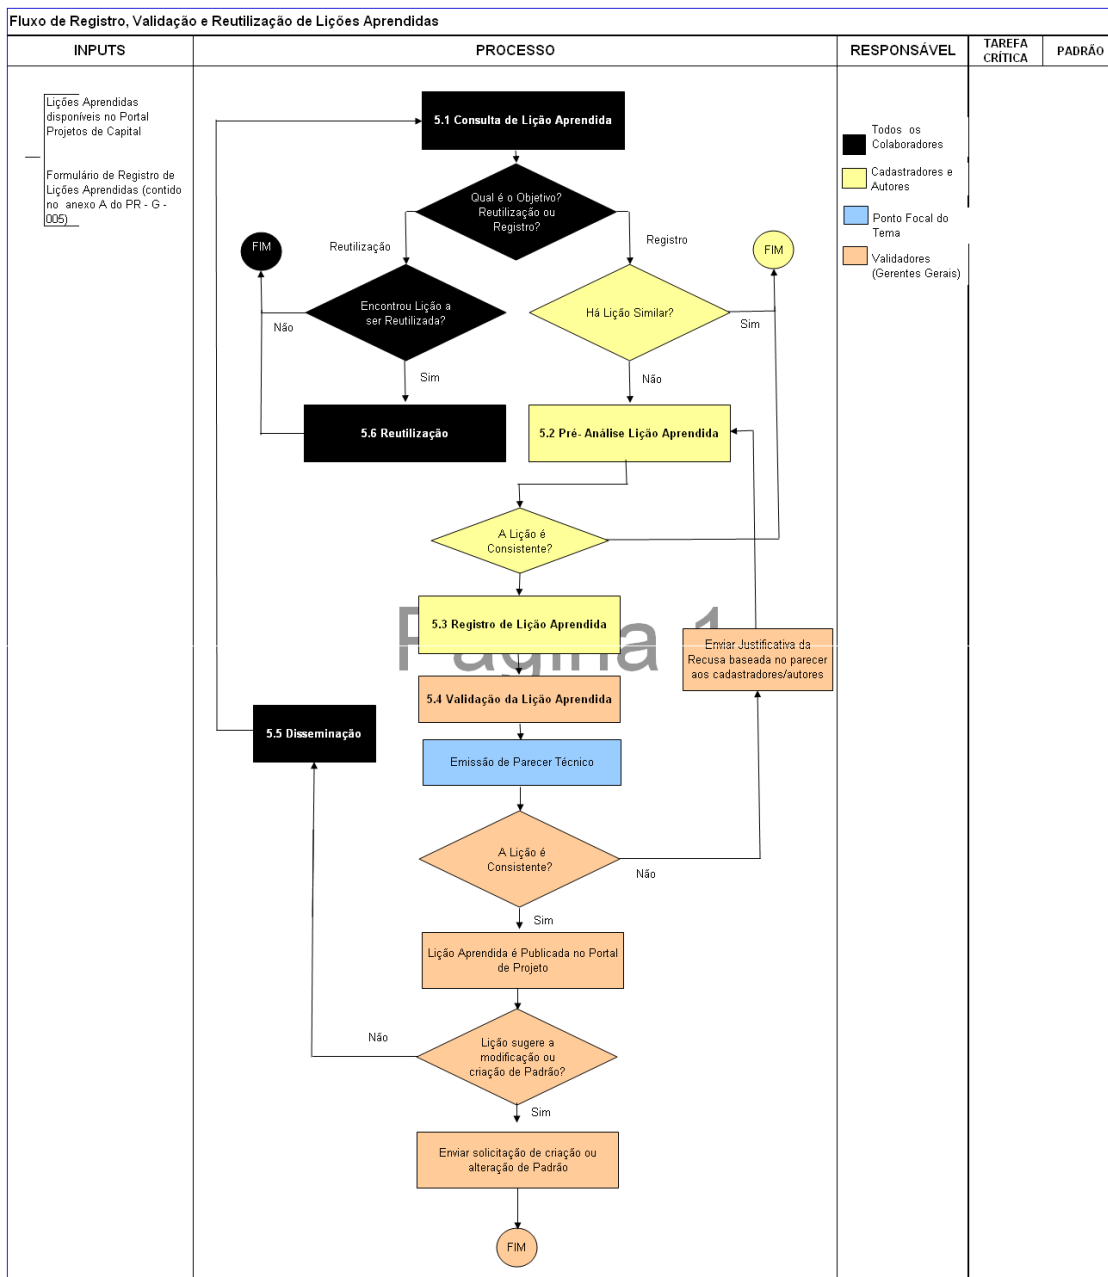 Fluxo de Registro, Validação e Reutilização de Lições Aprendidas
INPUTS
PROCESSO
RESPONSÁVEL
TAREFA
CRÍTICA
PADRÃO
Lições Aprendidas
disponíveis no Portal
Projetos de Capital
Formulário de Registro de
Lições Aprendidas (contido
no anexo A do PR - G -
005)
5.1 Consulta de Lição Aprendida
Qual é o Objetivo?
Reutilização ou
Registro?
Reutilização
Registro
FIM
FIM
Encontrou Lição a
ser Reutilizada?
Há Lição Similar?
Não
Sim
Sim
Não
5.6 Reutilização
5.2 Pré- Análise Lição Aprendida
A Lição é
Consistente?
5.3 Registro de Lição Aprendida
Página 1
Enviar Justificativa da
Recusa baseada no parecer
aos cadastradores/autores
5.4 Validação da Lição Aprendida
5.5 Disseminação
Emissão de Parecer Técnico
A Lição é
Consistente?
Não
Sim
Lição Aprendida é Publicada no Portal
de Projeto
Não
Lição sugere a
modificação ou
criação de Padrão?
Sim
Enviar solicitação de criação ou
alteração de Padrão
FIM
Todos os
Colaboradores
Cadastradores e
Autores
Ponto Focal do
Tema
Validadores
(Gerentes Gerais)